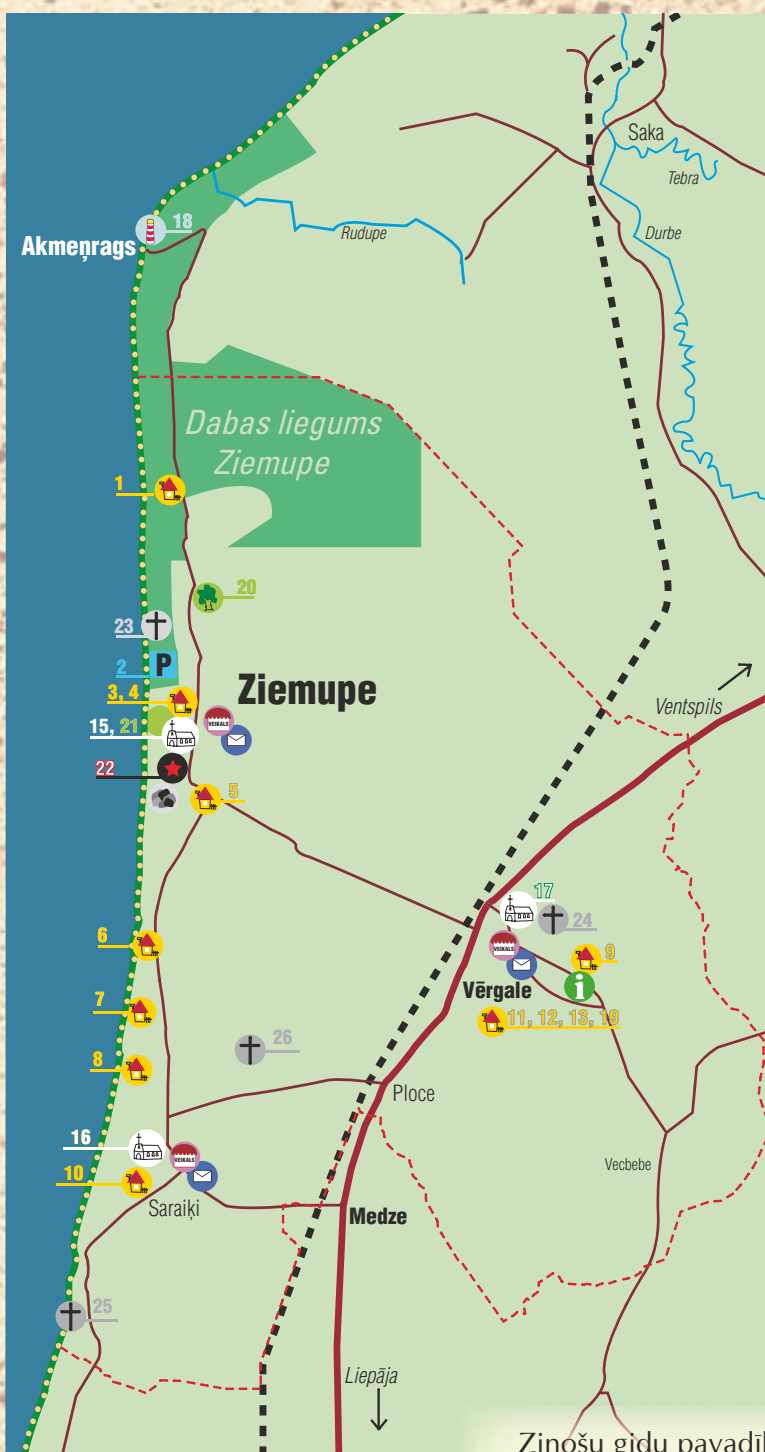 Saka
Tebra
18
Rudupe
Durbe
Akmeņrags
Dabas liegums
Ziemupe
1
20
23
2 P
3, 4
Ziemupe
Ventspils
VEIKALS
15, 21
22
5
17
24
6
VEIKALS
9
i
Vērgale
7
11, 12, 13, 19
26
8
Ploce
16
VEIKALS
Vecbebe
10
Saraiķi
Medze
25
Liepāja